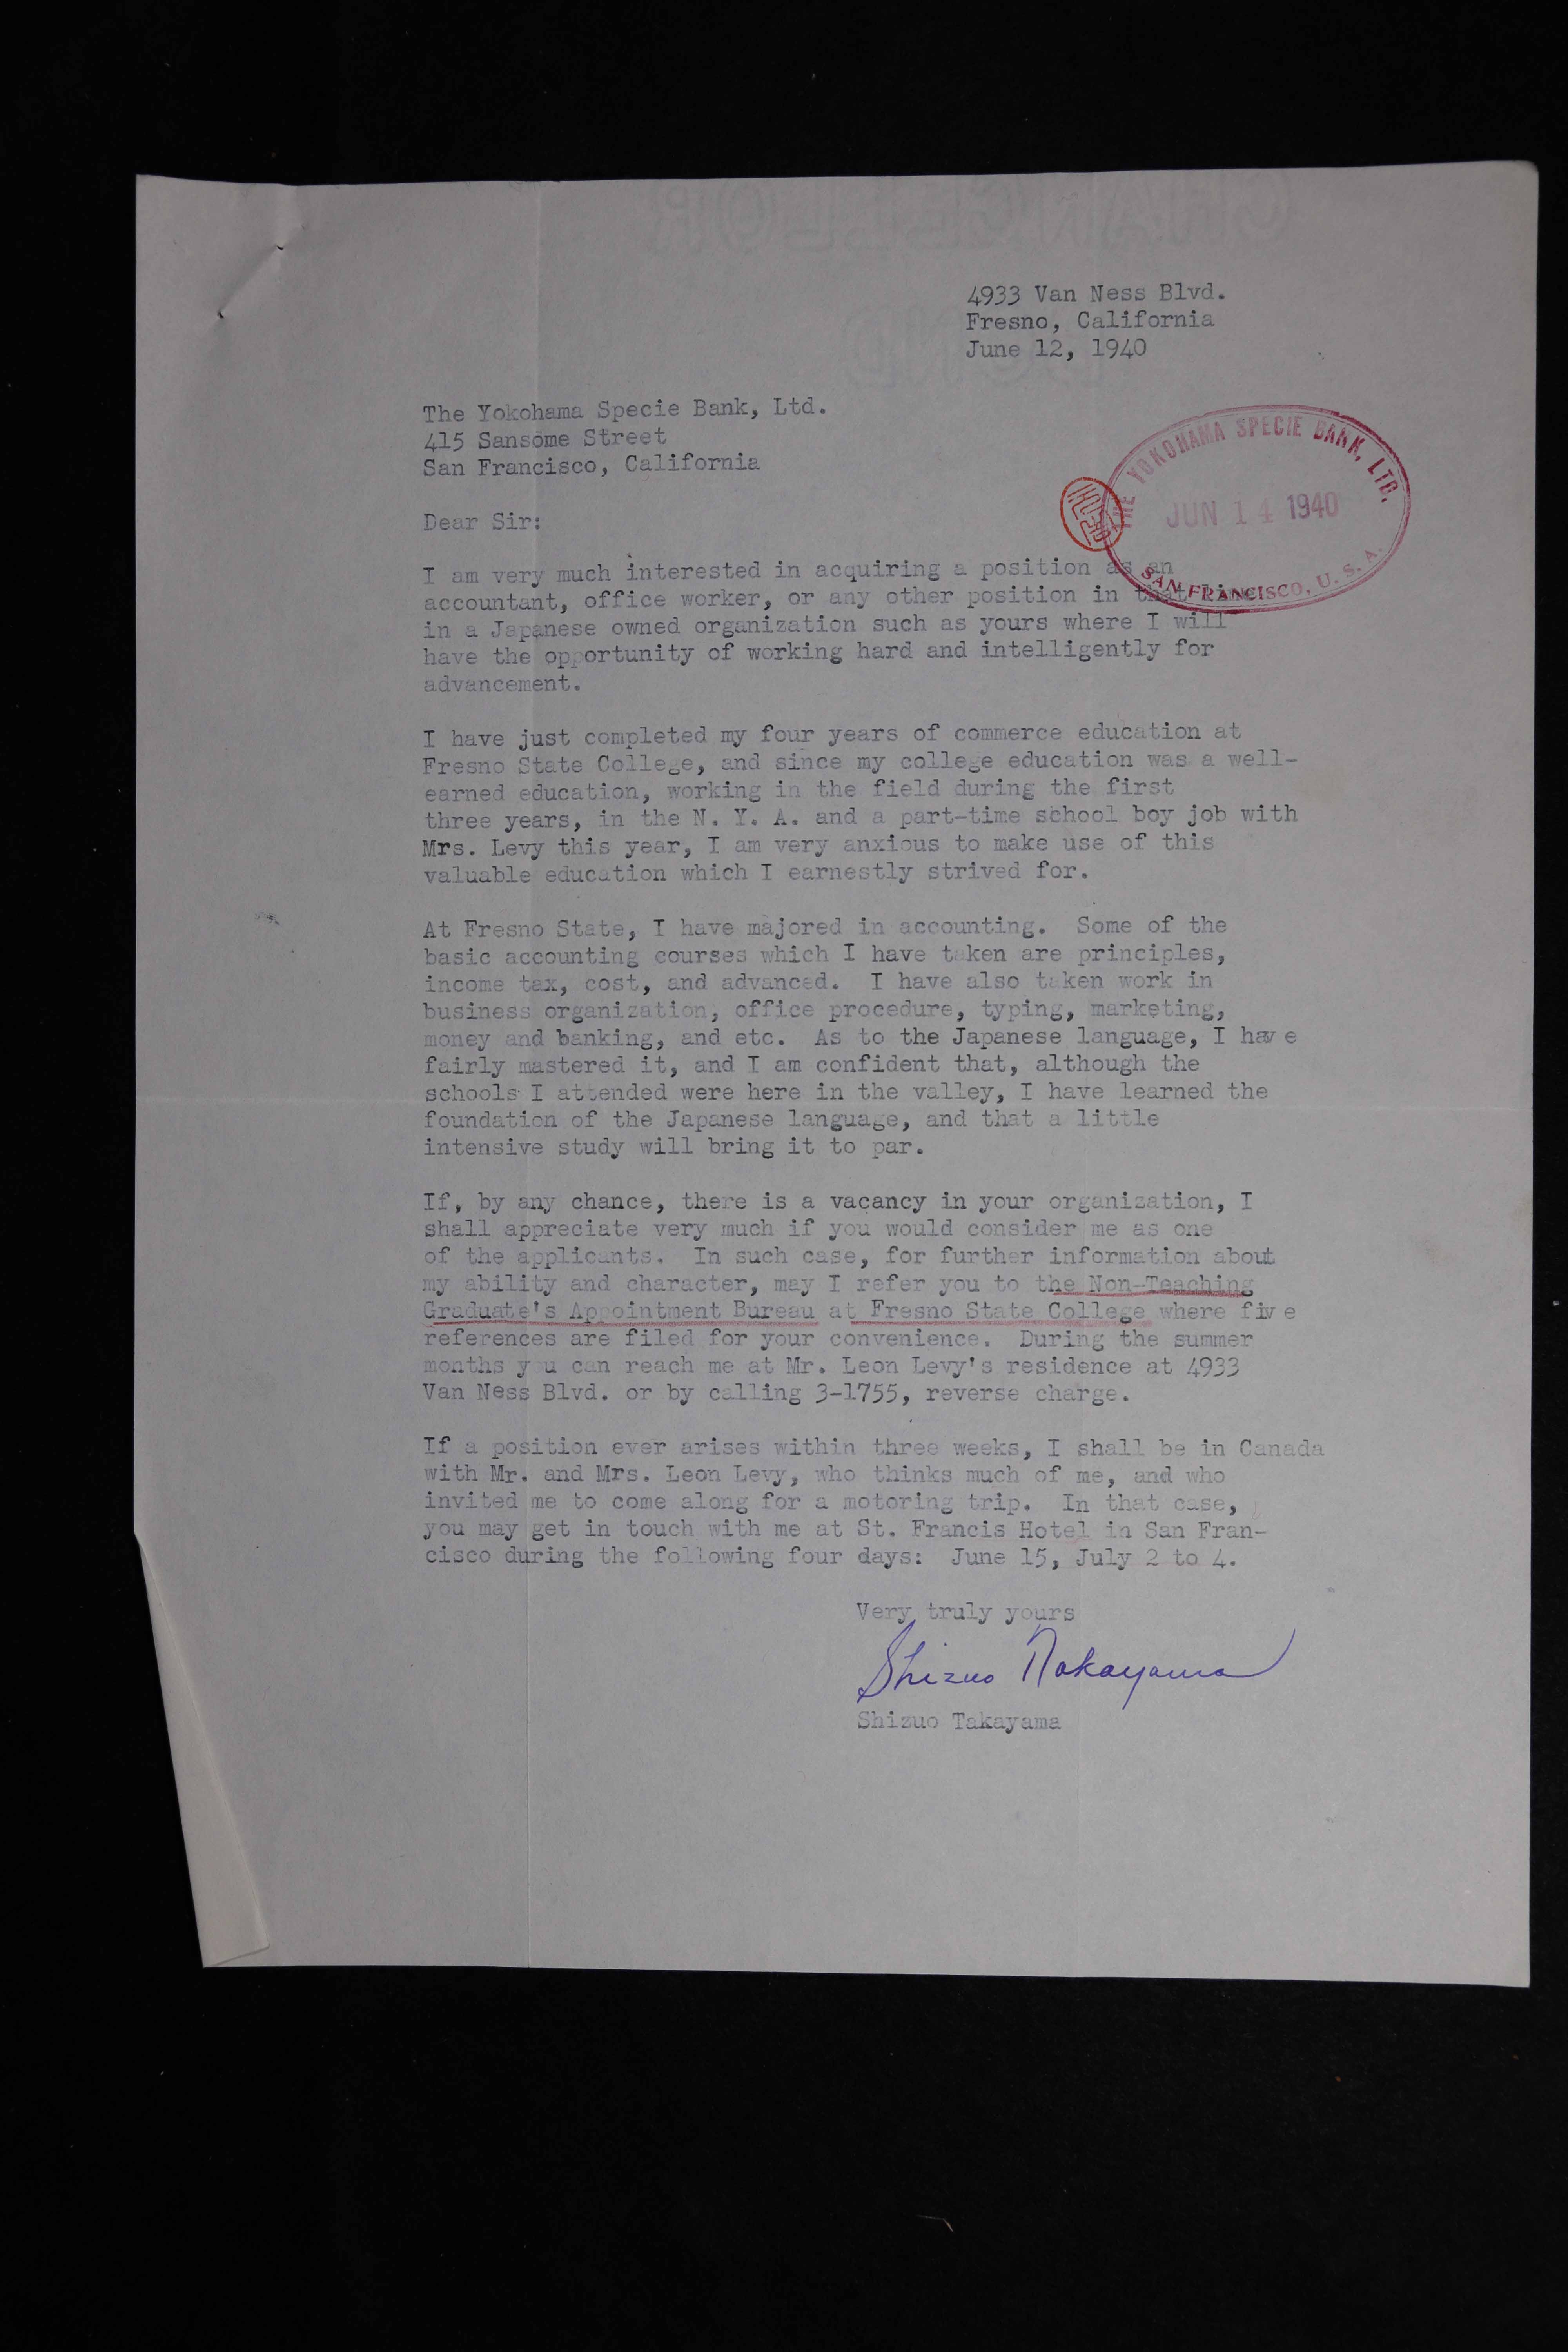 4933 Van Ness Blvd.
Fresno, California
June 12, 1940
The Yokohama Specie Bank, Ltd.
415 Sansome Street
San Francisco, California
THE YOKOHAMA SPECIE BANK, LTD.
JUN 14 1940
SAN FRANCISCO, U. S. A.
Dear Sir:
I am very much interested in acquiring a position as an
accountant, office worker, or any other position in that line
in a Japanese owned organization such as yours where I will
have the opportunity of working hard and intelligently for
advancement.
I have just completed my four years of commerce education at
Fresno State College, and since my college education was a well-
earned education, working in the field during the first
three years, in the N. Y. A. and a part-time school boy job with
Mrs. Levy this year, I am very anxious to make use of this
valuable education which I earnestly strived for.
At Fresno State, I have majored in accounting. Some of the
basic accounting courses which I have taken are principles,
income tax, cost, and advanced. I have also taken work in
business organization, office procedure, typing, marketing,
money and banking, and etc. As to the Japanese language, I have
fairly mastered it, and I am confident that, although the
schools I attended were here in the valley, I have learned the
foundation of the Japanese language, and that a little
intensive study will bring it to par.
If, by any chance, there is a vacancy in your organization, I
shall appreciate very much if you would consider me as one
of the applicants. In such case, for further information about
my ability and character, may I refer you to the Non-Teaching
Graduate's Appointment Bureau at Fresno State College where five
references are filed for your convenience. During the summer
months you can reach me at Mr. Leon Levy's residence at 4933
Van Ness Blvd. or by calling 3-1755, reverse charge.
If a position ever arises within three weeks, I shall be in Canada
with Mr. and Mrs. Leon Levy, who thinks much of me, and who
invited me to come along for a motoring trip. In that case,
you may get in touch with me at St. Francis Hotel in San Fran-
cisco during the following four days: June 15, July 2 to 4.
Very truly yours
Shizuo Nakayama
Shizuo Takayama